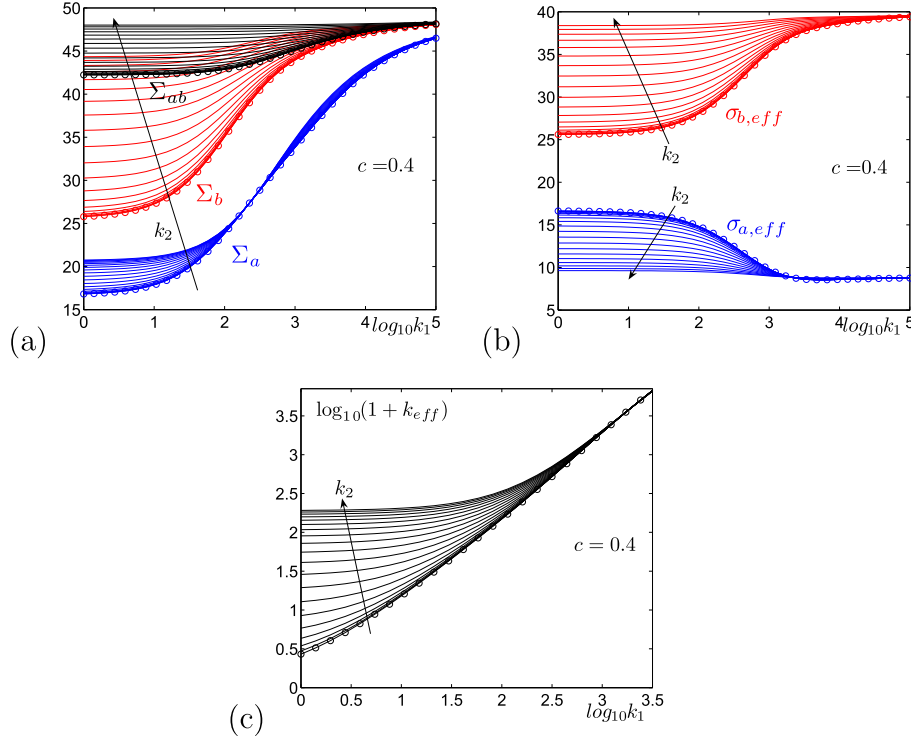 50
45
40
35
30
25
20
15
Σab
Σb
Σa
k2
c =0.4
0 1 2 3 4 5
log10k1
(a)
40
35
30
25
20
15
10
5
σb,eff
k2
c =0.4
k2
σa,eff
0 1 2 3 4 5
log10k1
(b)
log10(1 + keff)
3.5
3
2.5
2
1.5
1
0.5
0
k2
c = 0.4
0 0.5 1 1.5 2 2.5 3 3.5
log10k1
(c)